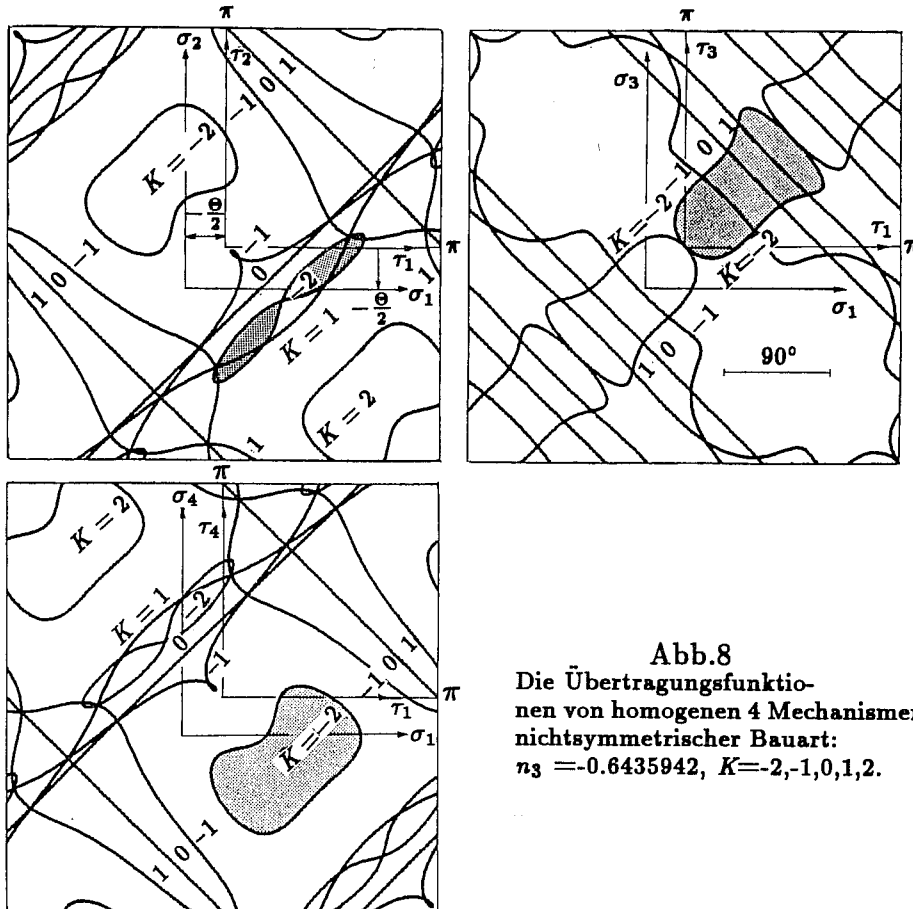 π
σ₂
τ₂
-1 0 1
K = -2
-Θ/2
-1
0
τ₁
π
1 0 -1
-2
σ₁
1
K = 1
-Θ/2
K = 2
1
π
τ₃
σ₃
-1 0 1
K = -2
τ₁
π
K = -2
σ₁
1 0 -1
90°
π
σ₄
K = 2
τ₄
K = 1
-2
0
-1
-1 0 1
π
τ₁
σ₁
K = -2
1 0 -1
Abb.8
Die Übertragungsfunktio-
nen von homogenen 4 Mechanismen
nichtsymmetrischer Bauart:
n₃ =-0.6435942, K=-2,-1,0,1,2.